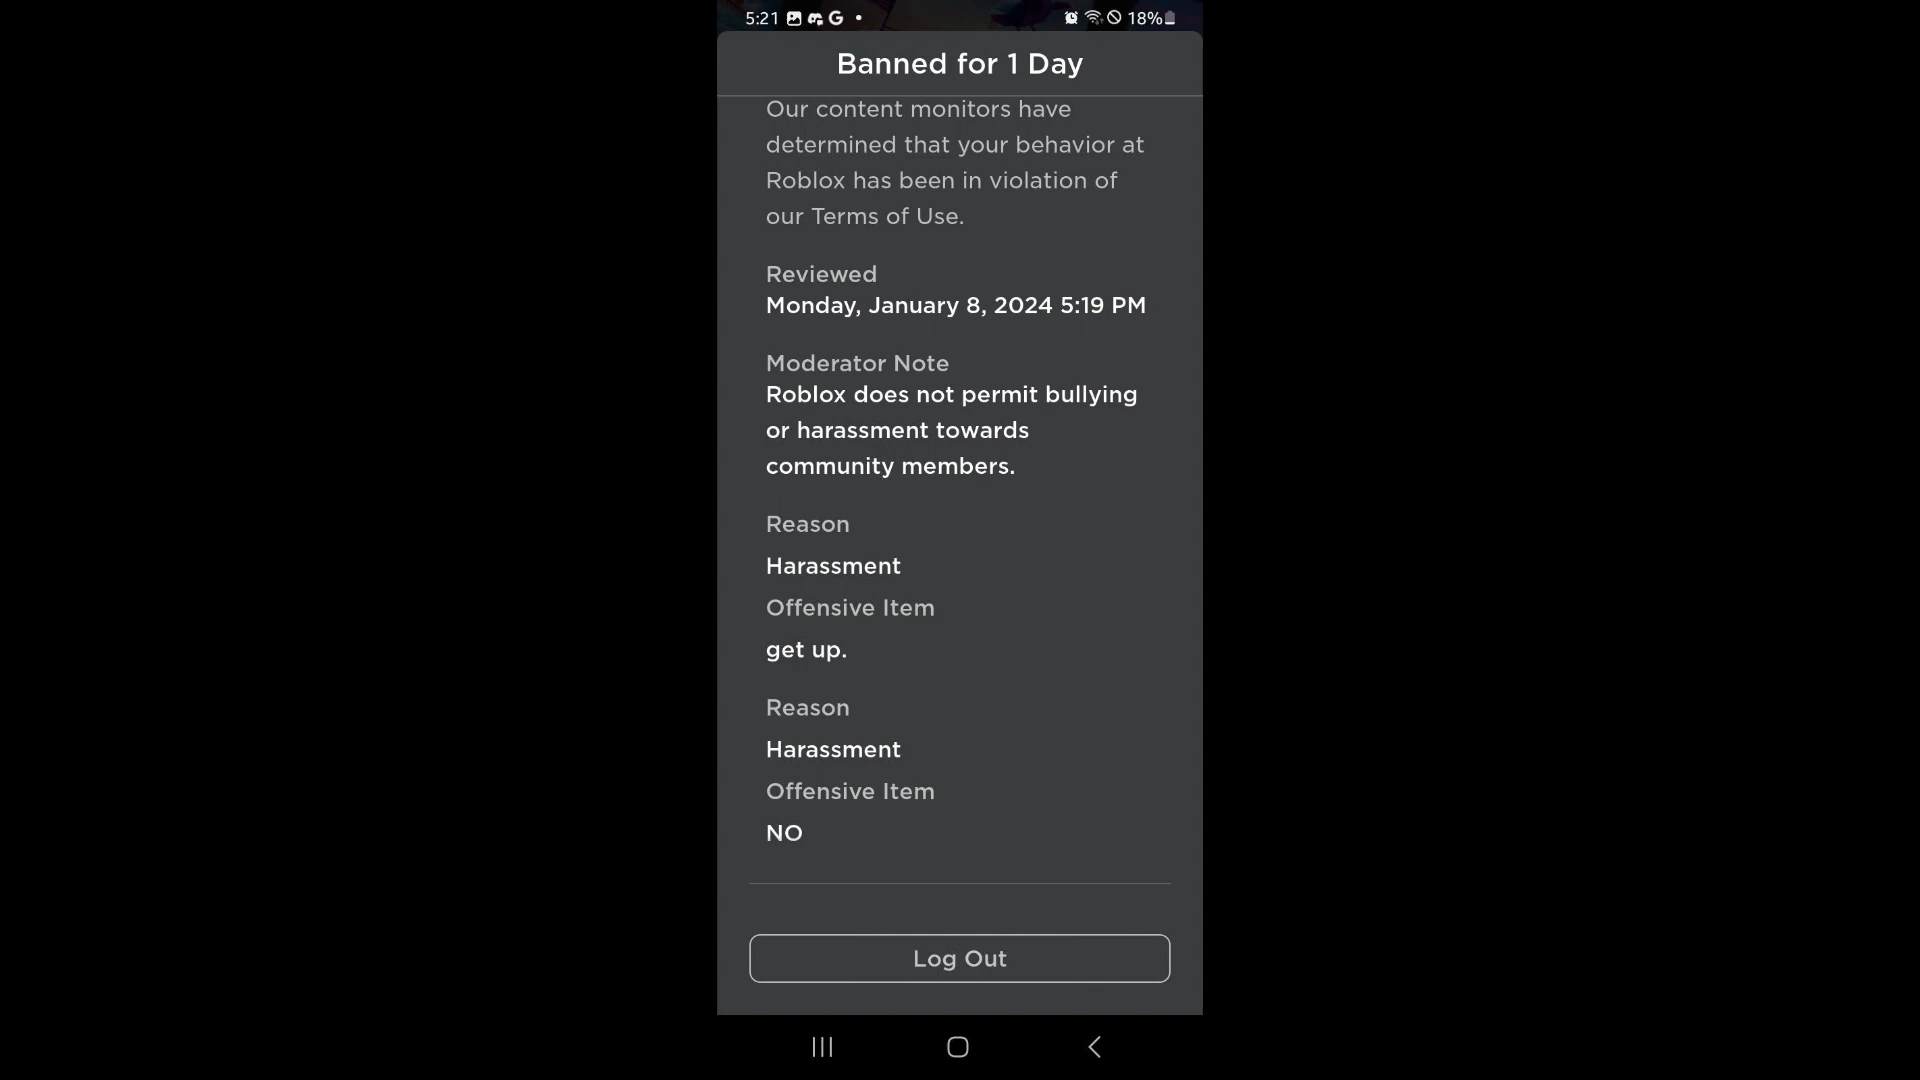 5:21 G 18%
Banned for 1 Day
Our content monitors have
determined that your behavior at
Roblox has been in violation of
our Terms of Use.
Reviewed
Monday, January 8, 2024 5:19 PM
Moderator Note
Roblox does not permit bullying
or harassment towards
community members.
Reason
Harassment
Offensive Item
get up.
Reason
Harassment
Offensive Item
NO
Log Out